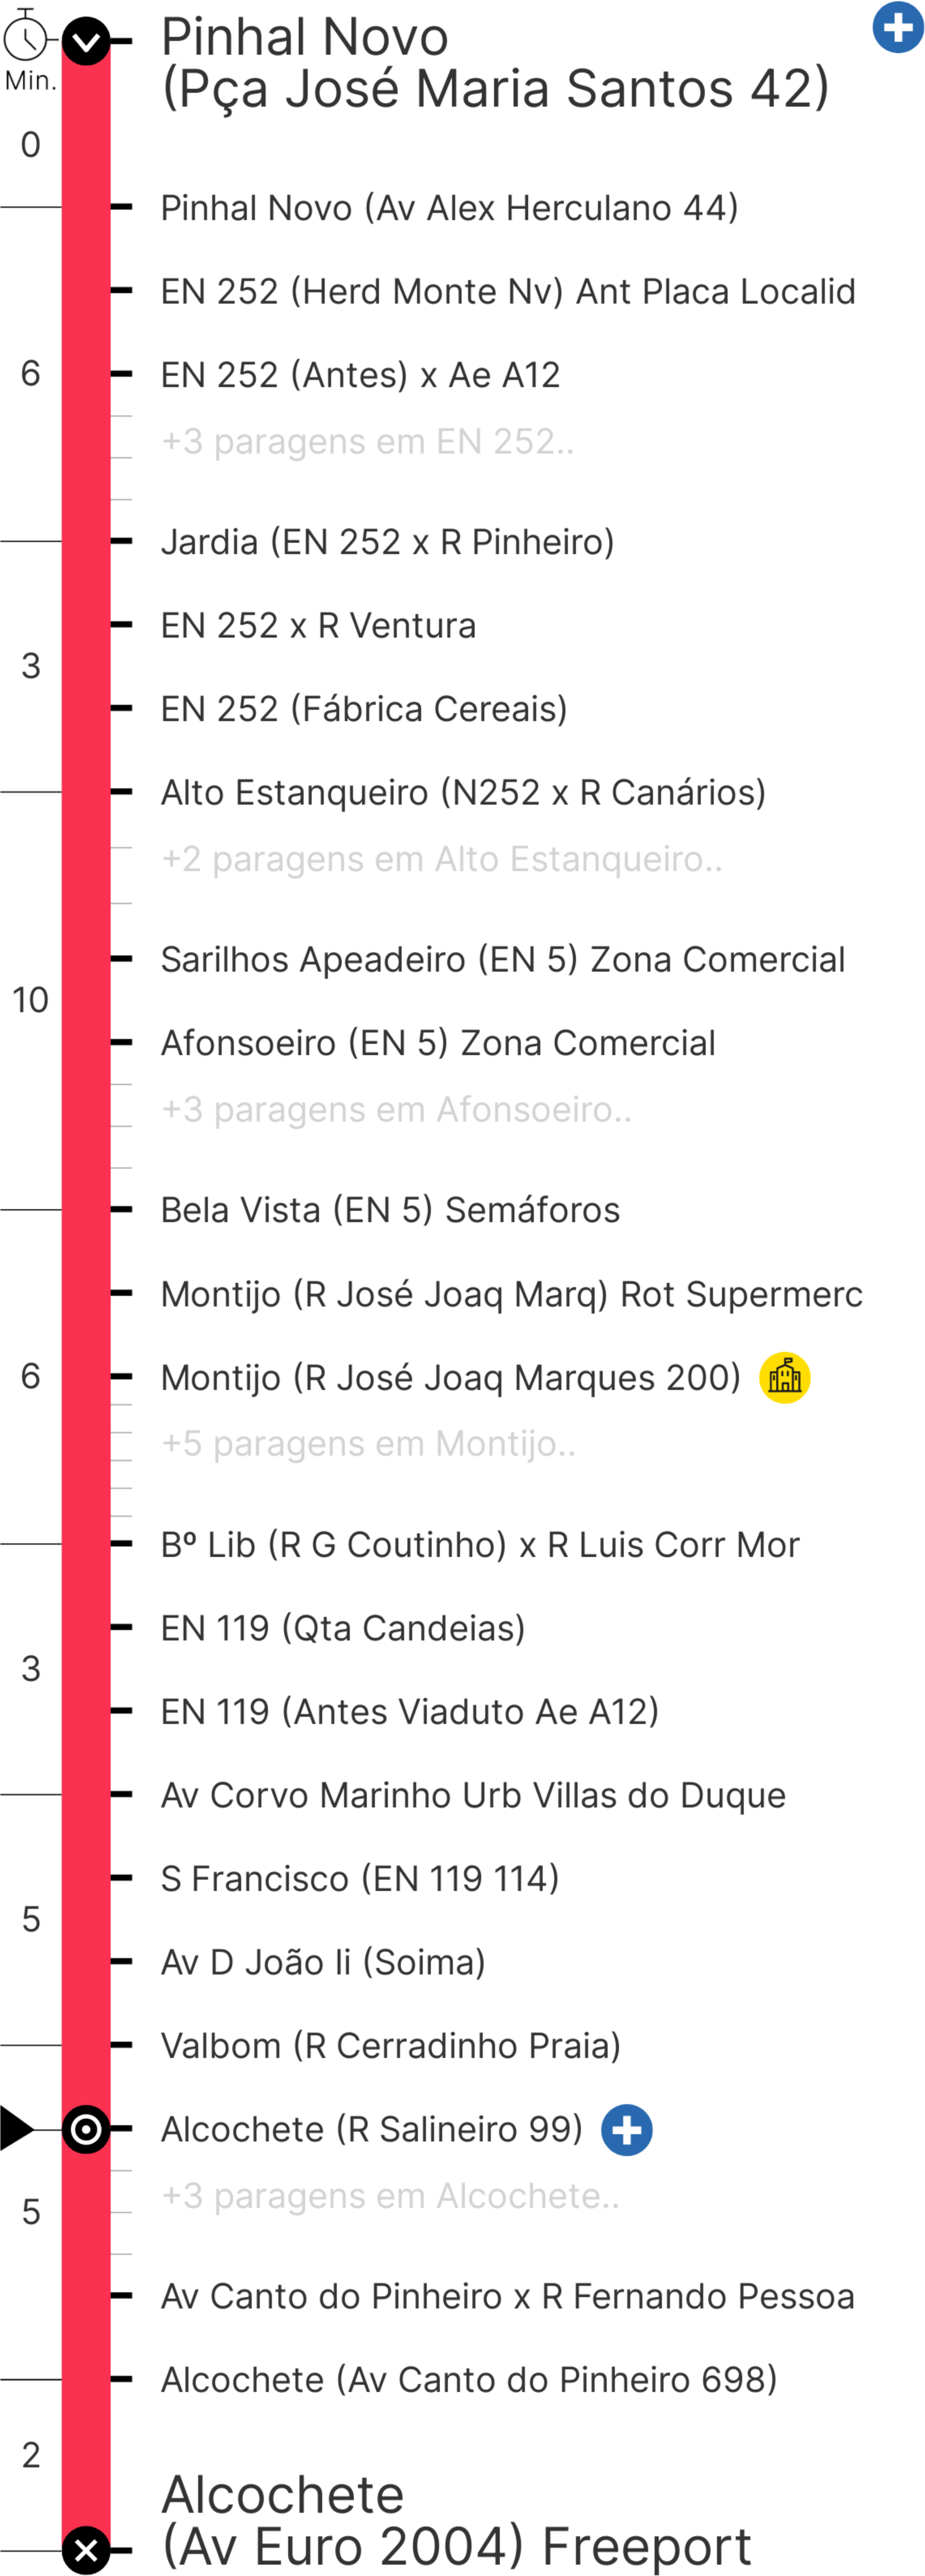 Pinhal Novo
(Pça José Maria Santos 42)
Min.
0
Pinhal Novo (Av Alex Herculano 44)
EN 252 (Herd Monte Nv) Ant Placa Localid
6
EN 252 (Antes) x Ae A12
+3 paragens em EN 252..
Jardia (EN 252 x R Pinheiro)
EN 252 x R Ventura
3
EN 252 (Fábrica Cereais)
Alto Estanqueiro (N252 x R Canários)
+2 paragens em Alto Estanqueiro..
Sarilhos Apeadeiro (EN 5) Zona Comercial
10
Afonsoeiro (EN 5) Zona Comercial
+3 paragens em Afonsoeiro..
Bela Vista (EN 5) Semáforos
Montijo (R José Joaq Marq) Rot Supermerc
6
Montijo (R José Joaq Marques 200)
+5 paragens em Montijo..
Bº Lib (R G Coutinho) x R Luis Corr Mor
EN 119 (Qta Candeias)
3
EN 119 (Antes Viaduto Ae A12)
Av Corvo Marinho Urb Villas do Duque
S Francisco (EN 119 114)
5
Av D João Ii (Soima)
Valbom (R Cerradinho Praia)
Alcochete (R Salineiro 99)
+3 paragens em Alcochete..
5
Av Canto do Pinheiro x R Fernando Pessoa
Alcochete (Av Canto do Pinheiro 698)
2
Alcochete
(Av Euro 2004) Freeport